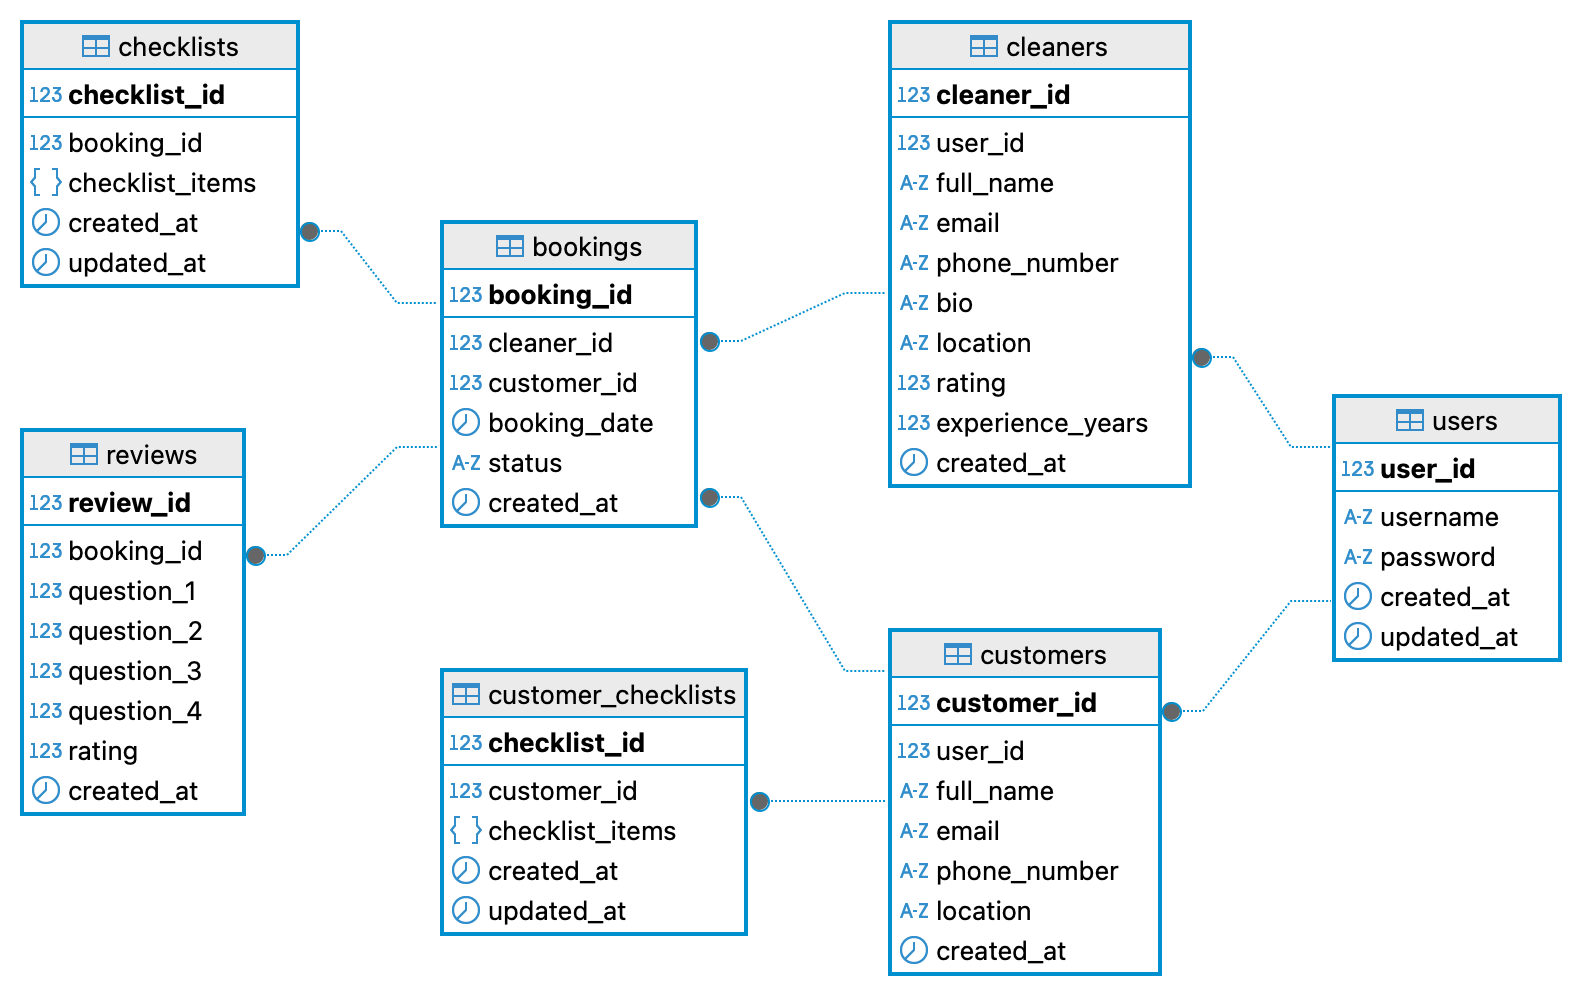 checklists
123 checklist_id
123 booking_id
{ } checklist_items
created_at
updated_at
bookings
123 booking_id
123 cleaner_id
123 customer_id
booking_date
A-Z status
created_at
cleaners
123 cleaner_id
123 user_id
A-Z full_name
A-Z email
A-Z phone_number
A-Z bio
A-Z location
123 rating
123 experience_years
created_at
users
123 user_id
A-Z username
A-Z password
created_at
updated_at
reviews
123 review_id
123 booking_id
123 question_1
123 question_2
123 question_3
123 question_4
123 rating
created_at
customer_checklists
123 checklist_id
123 customer_id
{ } checklist_items
created_at
updated_at
customers
123 customer_id
123 user_id
A-Z full_name
A-Z email
A-Z phone_number
A-Z location
created_at